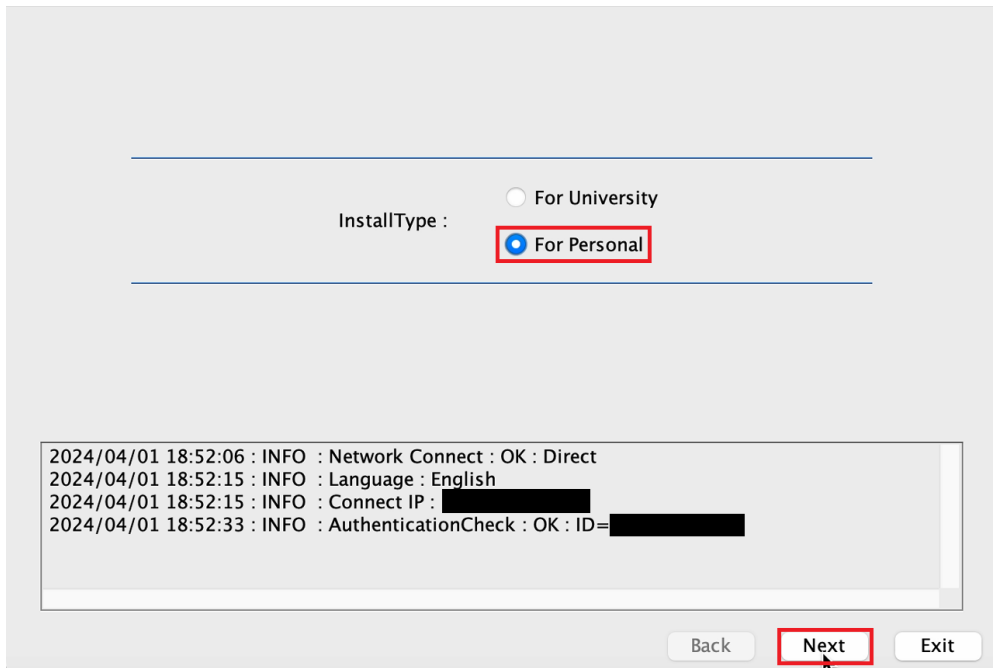 For University
InstallType :
For Personal
2024/04/01 18:52:06 : INFO : Network Connect : OK : Direct
2024/04/01 18:52:15 : INFO : Language : English
2024/04/01 18:52:15 : INFO : Connect IP :
2024/04/01 18:52:33 : INFO : AuthenticationCheck : OK : ID=
Back Next Exit